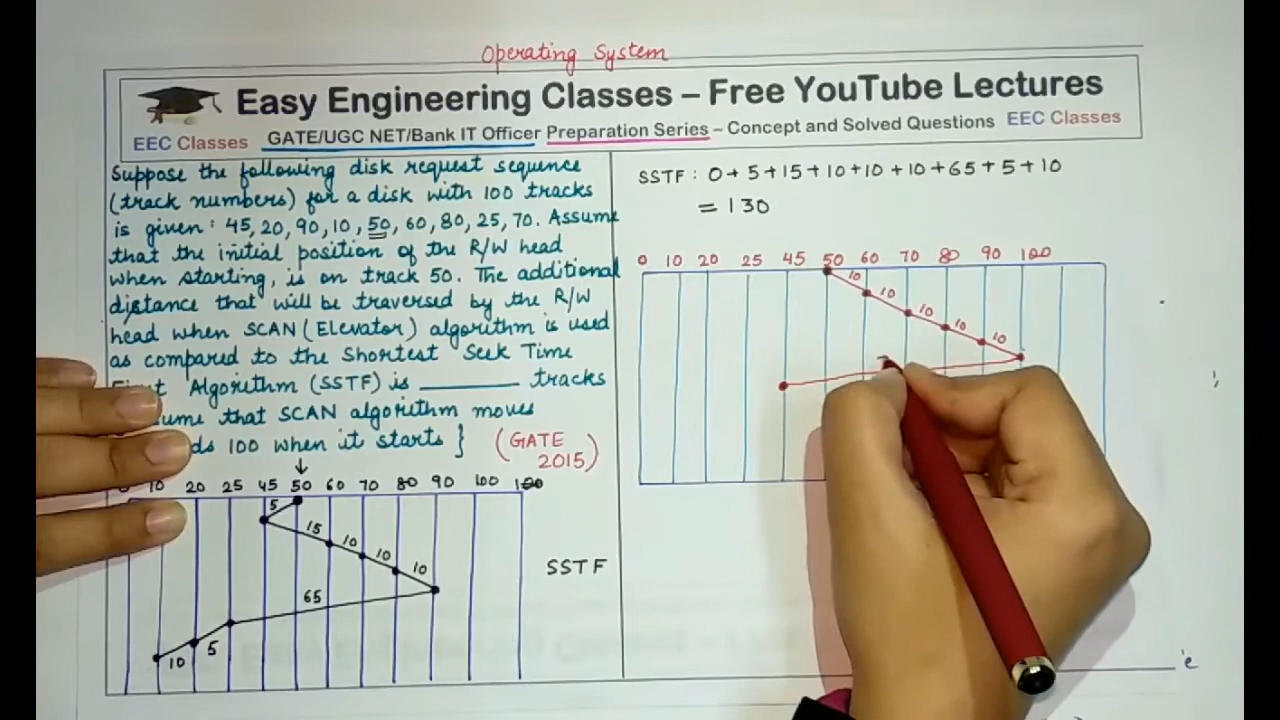 Operating System
Easy Engineering Classes – Free YouTube Lectures
EEC Classes GATE/UGC NET/Bank IT Officer Preparation Series – Concept and Solved Questions EEC Classes
Suppose the following disk request sequence
(track numbers) for a disk with 100 tracks
is given: 45, 20, 90, 10, 50, 60, 80, 25, 70. Assume
that the initial position of the R/W head
when starting, is on track 50. The additional
distance that will be traversed by the R/W
head when SCAN (Elevator) algorithm is used
as compared to the Shortest Seek Time
Algorithm (SSTF) is ______ tracks
that SCAN algorithm moves
100 when it starts } (GATE
2015)
10 20 25 45 50 60 70 80 90 100
5
15
10
10
10
65
5
10
SSTF
SSTF : 0+5+15+10+10+10+65+5+10
= 130
0 10 20 25 45 50 60 70 80 90 100
10
10
10
10
10